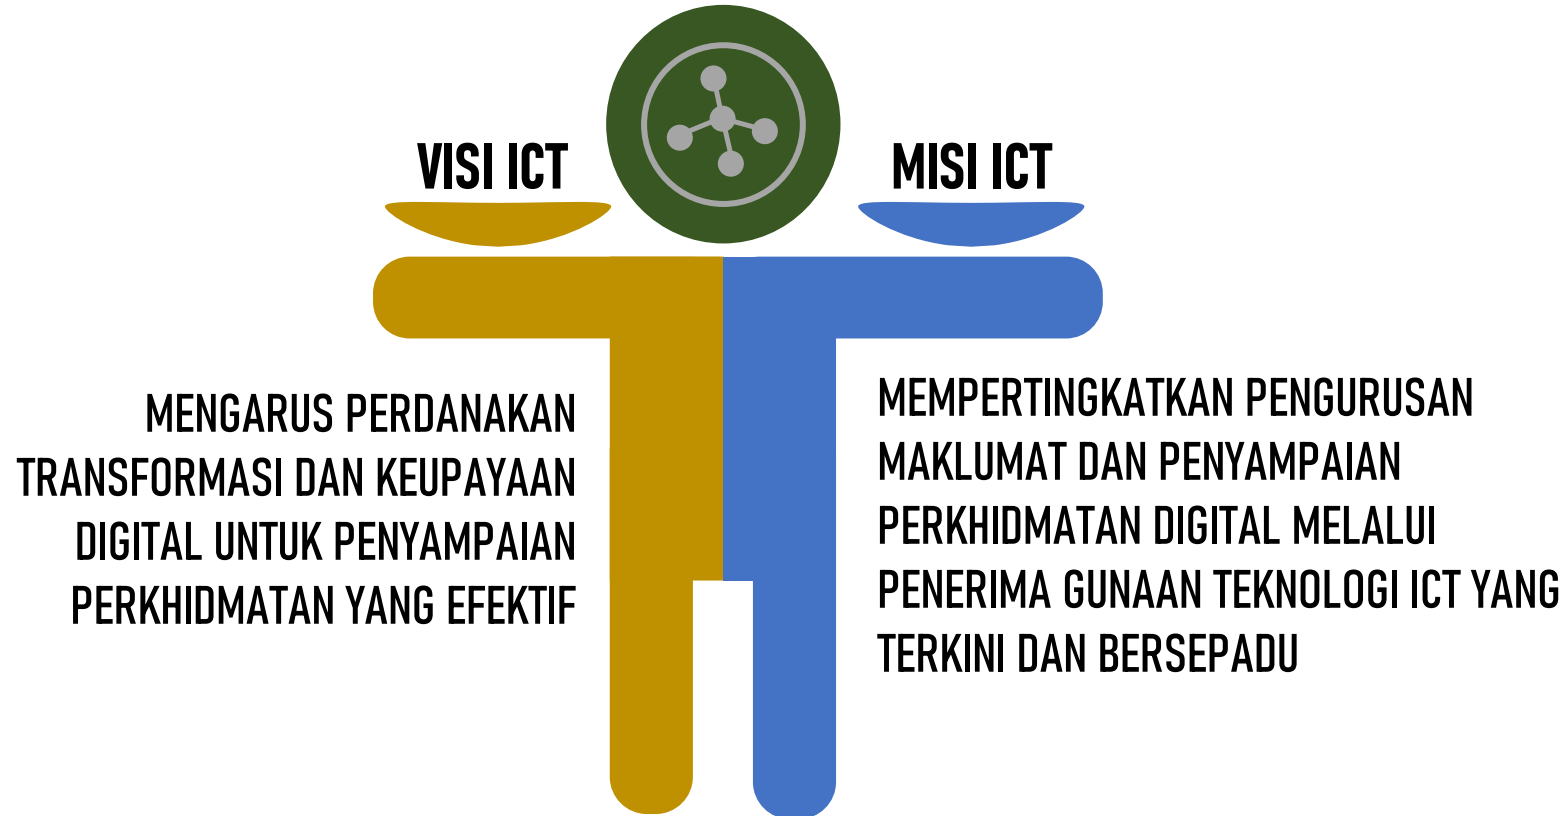 VISI ICT
MENGARUS PERDANAKAN
TRANSFORMASI DAN KEUPAYAAN
DIGITAL UNTUK PENYAMPAIAN
PERKHIDMATAN YANG EFEKTIF
MISI ICT
MEMPERTINGKATKAN PENGURUSAN
MAKLUMAT DAN PENYAMPAIAN
PERKHIDMATAN DIGITAL MELALUI
PENERIMA GUNAAN TEKNOLOGI ICT YANG
TERKINI DAN BERSEPADU